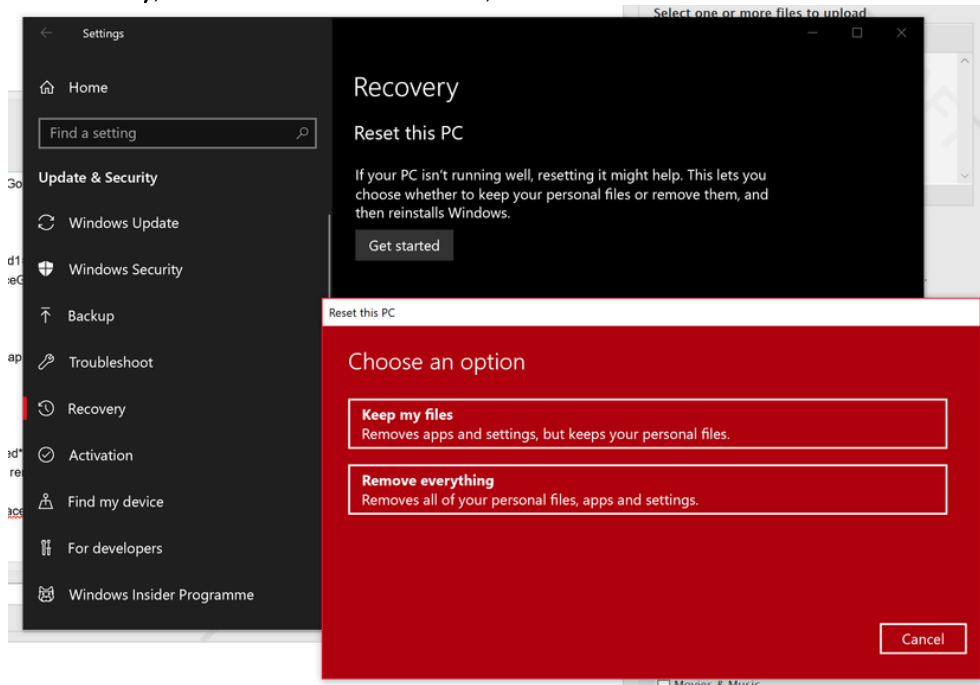 Select one or more files to upload
Settings
Home
Find a setting
Update & Security
Windows Update
Windows Security
Backup
Troubleshoot
Recovery
Activation
Find my device
For developers
Windows Insider Programme
Recovery
Reset this PC
If your PC isn't running well, resetting it might help. This lets you
choose whether to keep your personal files or remove them, and
then reinstalls Windows.
Get started
Reset this PC
Choose an option
Keep my files
Removes apps and settings, but keeps your personal files.
Remove everything
Removes all of your personal files, apps and settings.
Cancel
Movies & Music